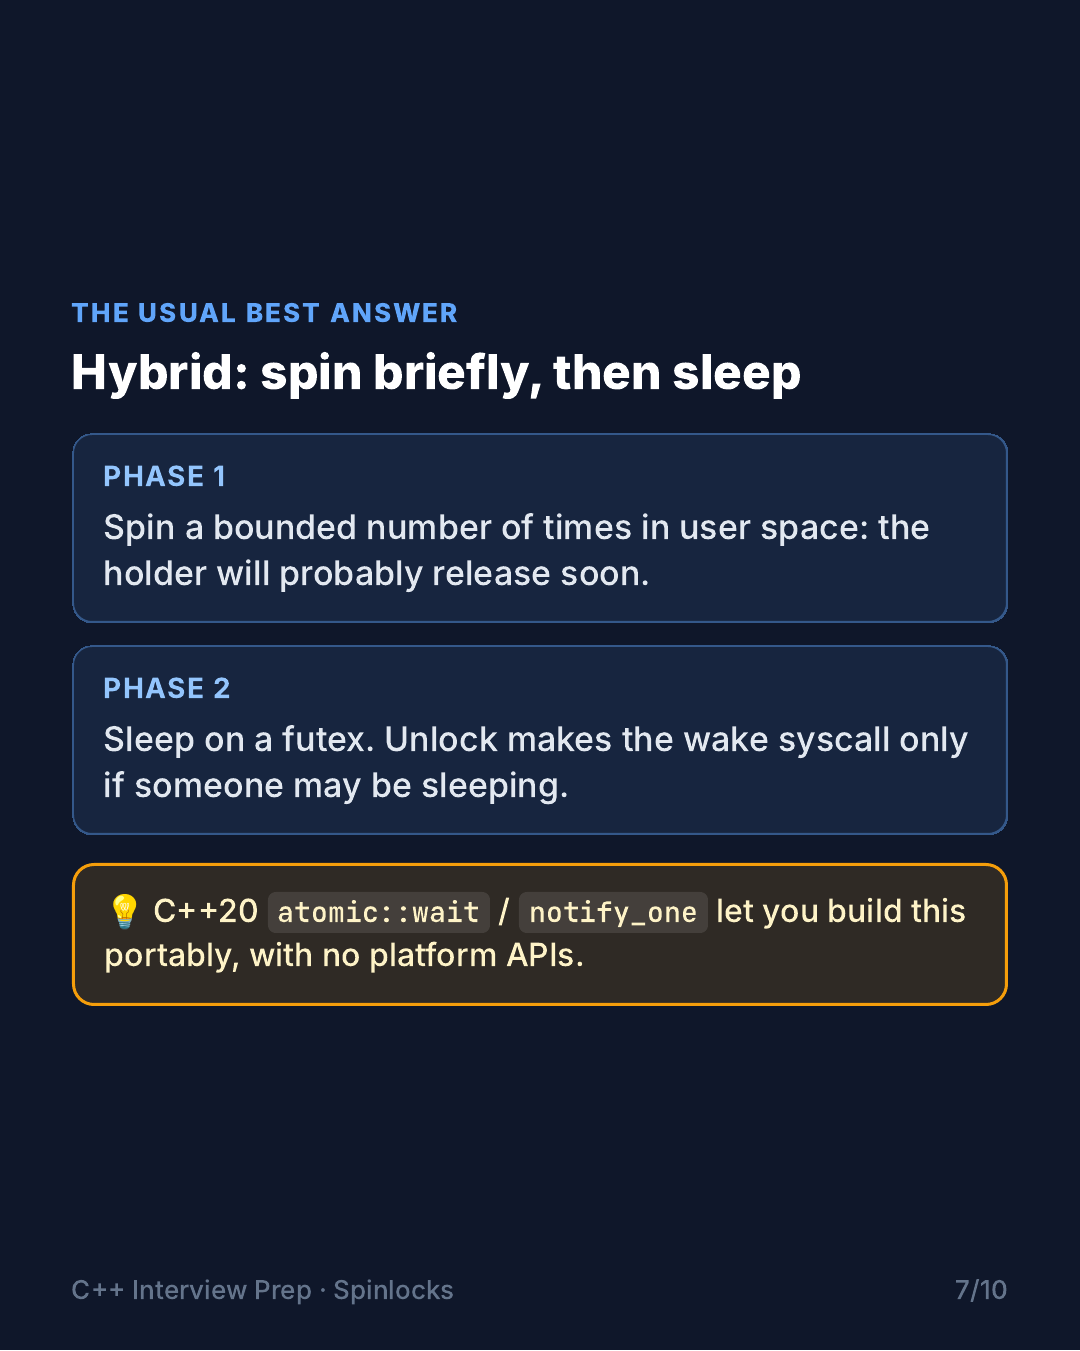 THE USUAL BEST ANSWER
Hybrid: spin briefly, then sleep
PHASE 1
Spin a bounded number of times in user space: the
holder will probably release soon.
PHASE 2
Sleep on a futex. Unlock makes the wake syscall only
if someone may be sleeping.
💡 C++20 atomic::wait / notify_one let you build this
portably, with no platform APIs.
C++ Interview Prep · Spinlocks
7/10